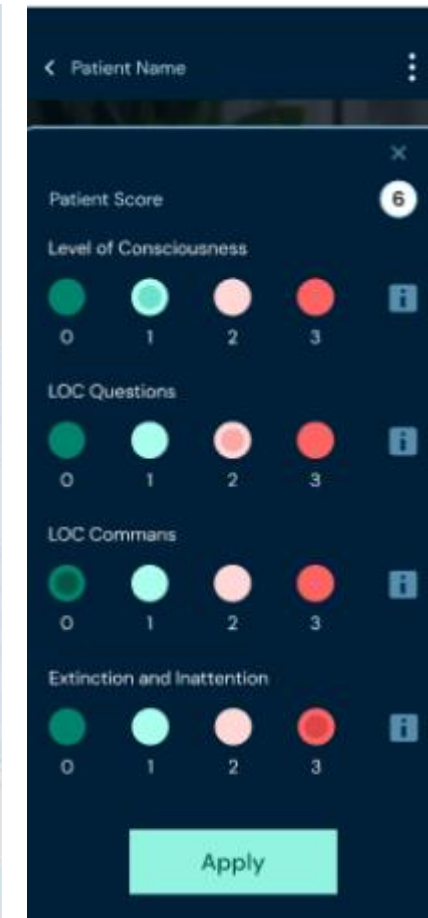 Patient Name
Patient Score 6
Level of Consciousness
0 1 2 3
LOC Questions
0 1 2 3
LOC Commans
0 1 2 3
Extinction and Inattention
0 1 2 3
Apply